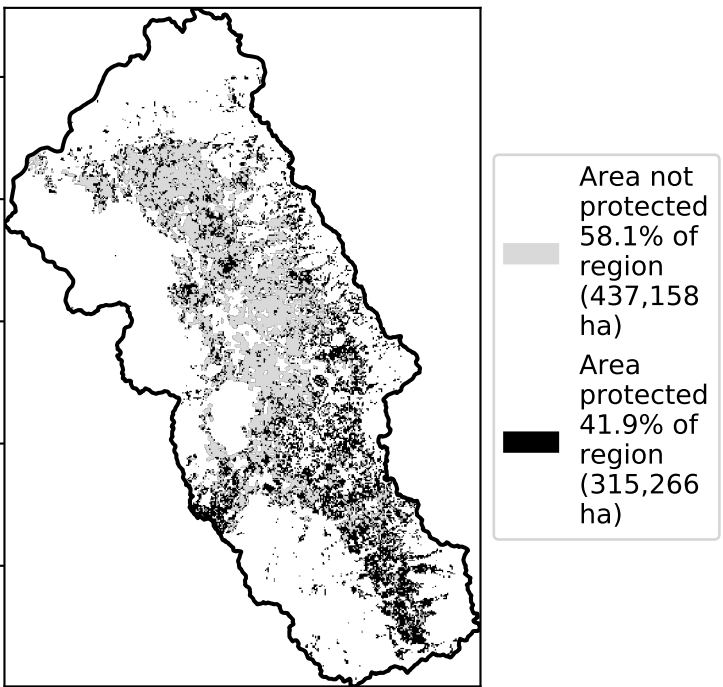 Area not
protected
58.1% of
region
(437,158
ha)
Area
protected
41.9% of
region
(315,266
ha)